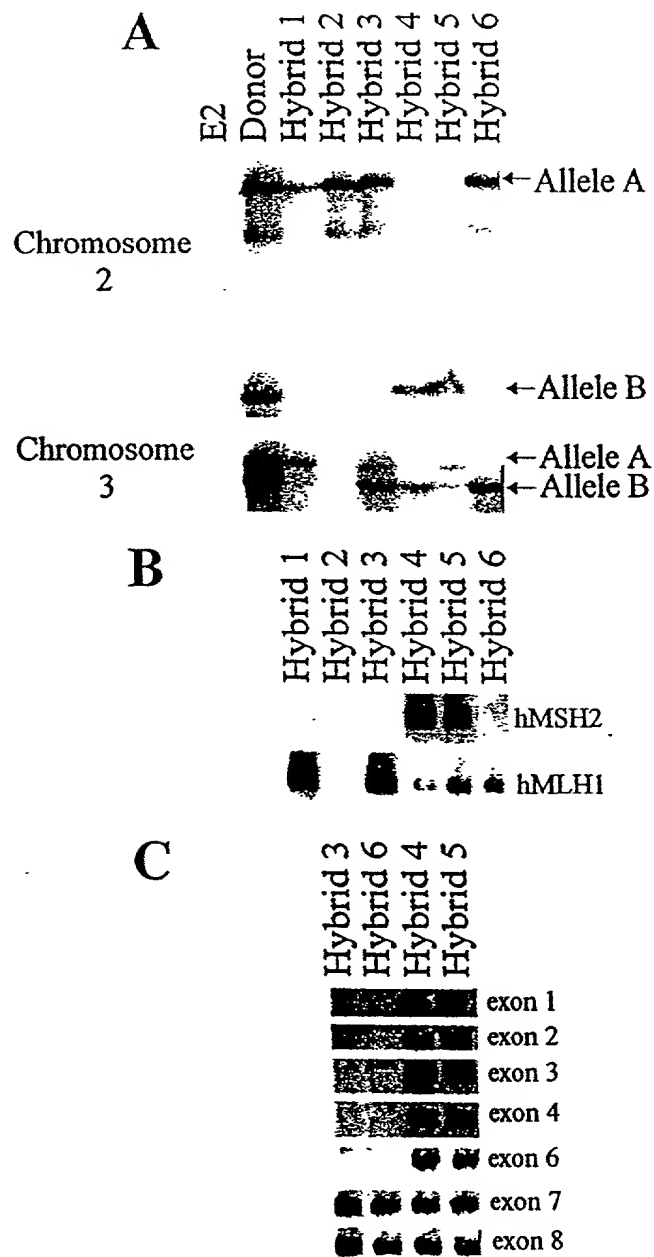 A
E2
Donor
Hybrid 1
Hybrid 2
Hybrid 3
Hybrid 4
Hybrid 5
Hybrid 6
Allele A
Chromosome
2
Allele B
Chromosome
3
Allele A
Allele B
B
Hybrid 1
Hybrid 2
Hybrid 3
Hybrid 4
Hybrid 5
Hybrid 6
hMSH2
hMLH1
C
Hybrid 3
Hybrid 6
Hybrid 4
Hybrid 5
exon 1
exon 2
exon 3
exon 4
exon 6
exon 7
exon 8